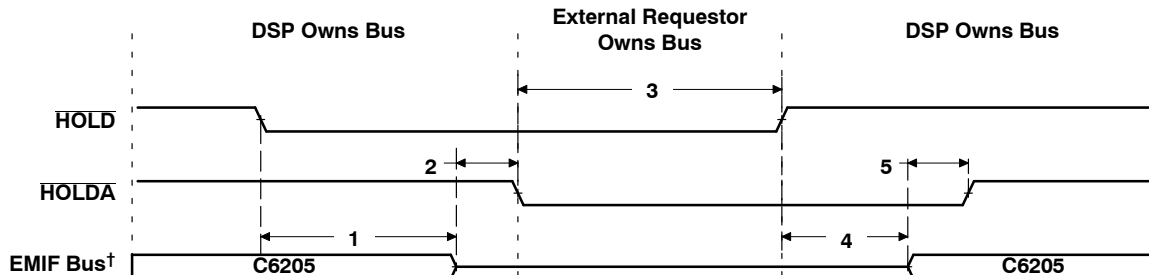 DSP Owns Bus
External Requestor
Owns Bus
DSP Owns Bus
3
HOLD
2
5
HOLDA
1
4
EMIF Bus†
C6205
C6205